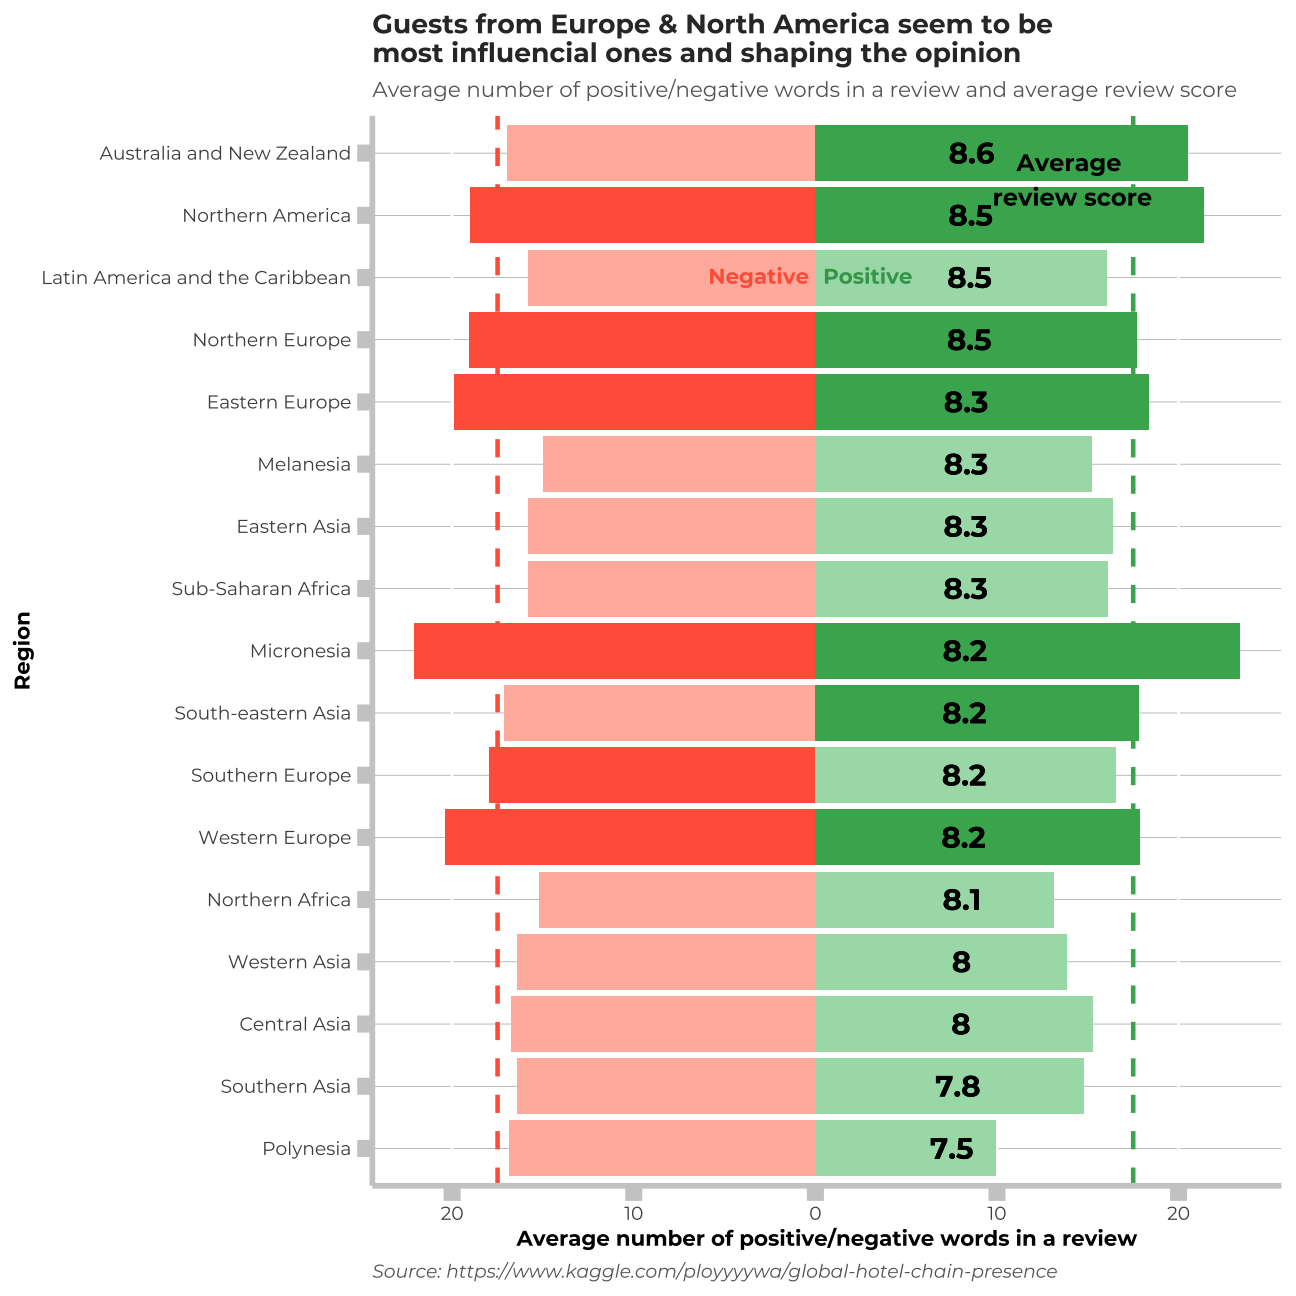 Guests from Europe & North America seem to be
most influencial ones and shaping the opinion
Average number of positive/negative words in a review and average review score
Australia and New Zealand 8.6
Average
review score
Northern America 8.5
Latin America and the Caribbean Negative Positive 8.5
Northern Europe 8.5
Eastern Europe 8.3
Melanesia 8.3
Eastern Asia 8.3
Sub-Saharan Africa 8.3
Region
Micronesia 8.2
South-eastern Asia 8.2
Southern Europe 8.2
Western Europe 8.2
Northern Africa 8.1
Western Asia 8
Central Asia 8
Southern Asia 7.8
Polynesia 7.5
20 10 0 10 20
Average number of positive/negative words in a review
Source: https://www.kaggle.com/ployyyywa/global-hotel-chain-presence